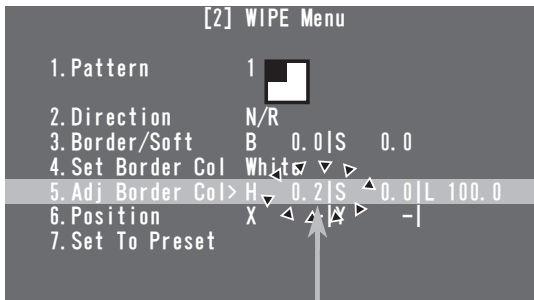 [2] WIPE Menu
1.Pattern 1
2.Direction N/R
3.Border/Soft B 0.0|S 0.0
4.Set Border Col White
5.Adj Border Col> H 0.2|S 0.0|L 100.0
6.Position X -|Y -|
7.Set To Preset